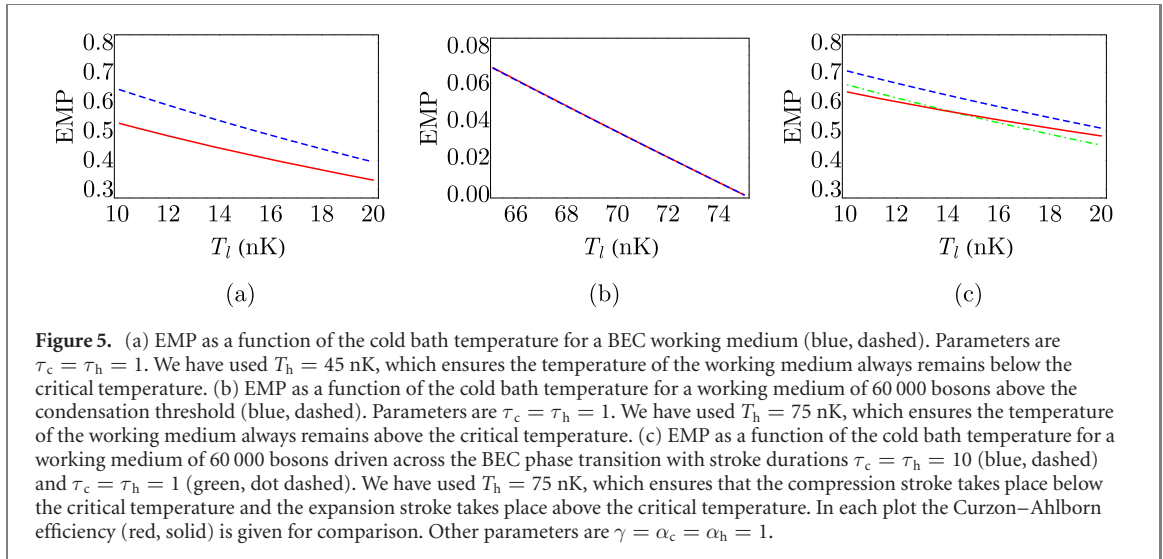 0.8
0.7
0.6
0.5
0.4
0.3
EMP
10 12 14 16 18 20
T_l (nK)
(a)
0.08
0.06
0.04
0.02
0.00
EMP
66 68 70 72 74
T_l (nK)
(b)
0.8
0.7
0.6
0.5
0.4
0.3
EMP
10 12 14 16 18 20
T_l (nK)
(c)
Figure 5. (a) EMP as a function of the cold bath temperature for a BEC working medium (blue, dashed). Parameters are
τ_c = τ_h = 1. We have used T_h = 45 nK, which ensures the temperature of the working medium always remains below the
critical temperature. (b) EMP as a function of the cold bath temperature for a working medium of 60 000 bosons above the
condensation threshold (blue, dashed). Parameters are τ_c = τ_h = 1. We have used T_h = 75 nK, which ensures the temperature
of the working medium always remains above the critical temperature. (c) EMP as a function of the cold bath temperature for a
working medium of 60 000 bosons driven across the BEC phase transition with stroke durations τ_c = τ_h = 10 (blue, dashed)
and τ_c = τ_h = 1 (green, dot dashed). We have used T_h = 75 nK, which ensures that the compression stroke takes place below
the critical temperature and the expansion stroke takes place above the critical temperature. In each plot the Curzon–Ahlborn
efficiency (red, solid) is given for comparison. Other parameters are γ = α_c = α_h = 1.